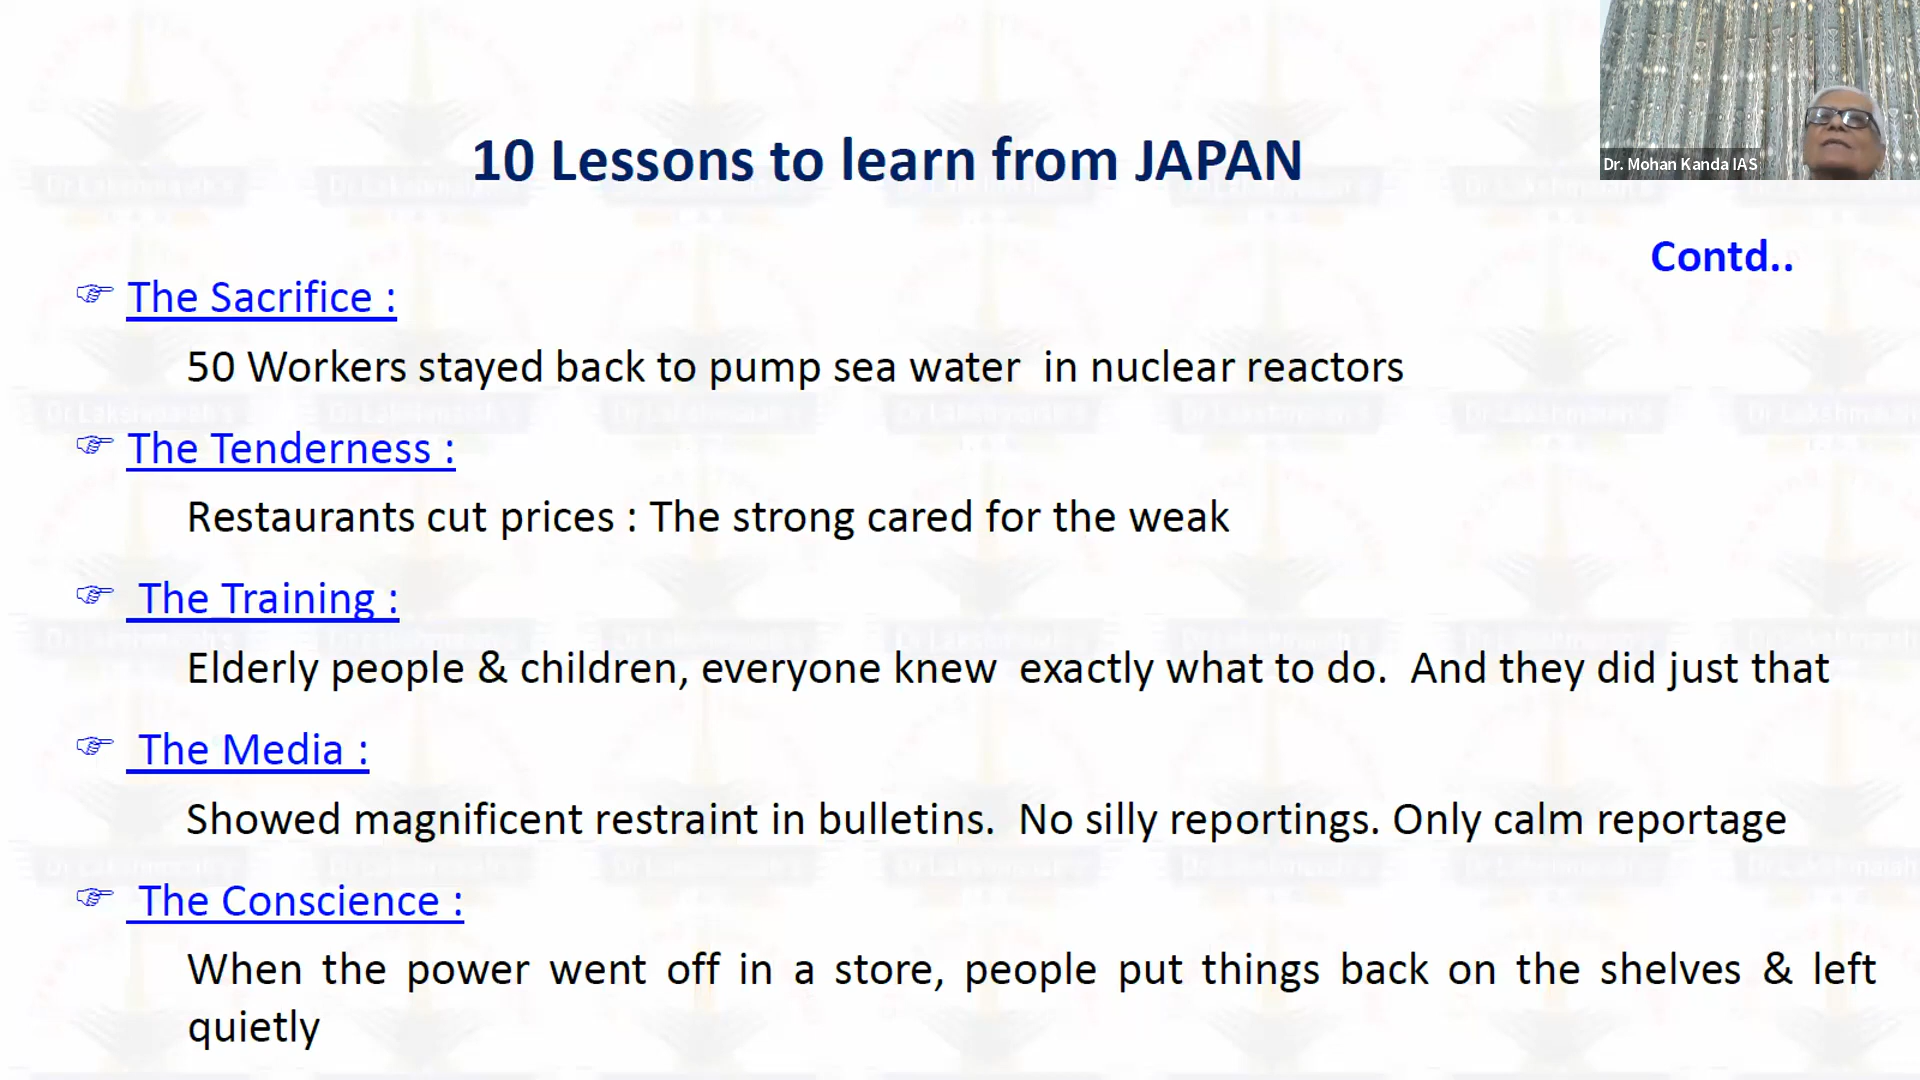 10 Lessons to learn from JAPAN
Dr. Mohan Kanda IAS
Contd..
The Sacrifice :
50 Workers stayed back to pump sea water in nuclear reactors
The Tenderness :
Restaurants cut prices : The strong cared for the weak
The Training :
Elderly people & children, everyone knew exactly what to do. And they did just that
The Media :
Showed magnificent restraint in bulletins. No silly reportings. Only calm reportage
The Conscience :
When the power went off in a store, people put things back on the shelves & left
quietly